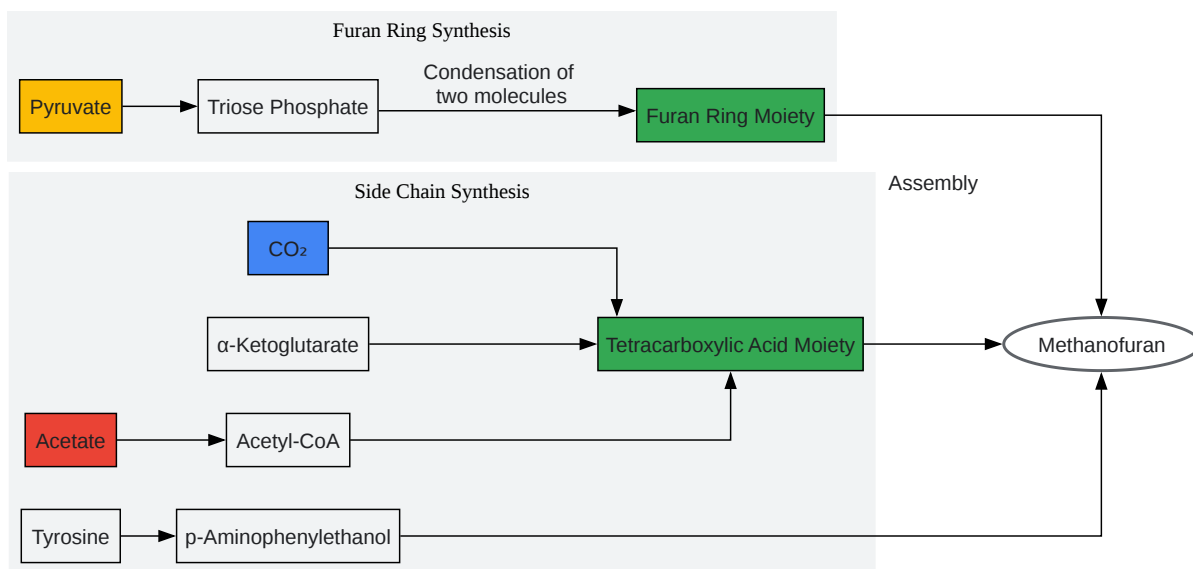 Furan Ring Synthesis
Pyruvate
Triose Phosphate
Condensation of
two molecules
Furan Ring Moiety
Side Chain Synthesis
Assembly
CO₂
α-Ketoglutarate
Tetracarboxylic Acid Moiety
Methanofuran
Acetate
Acetyl-CoA
Tyrosine
p-Aminophenylethanol